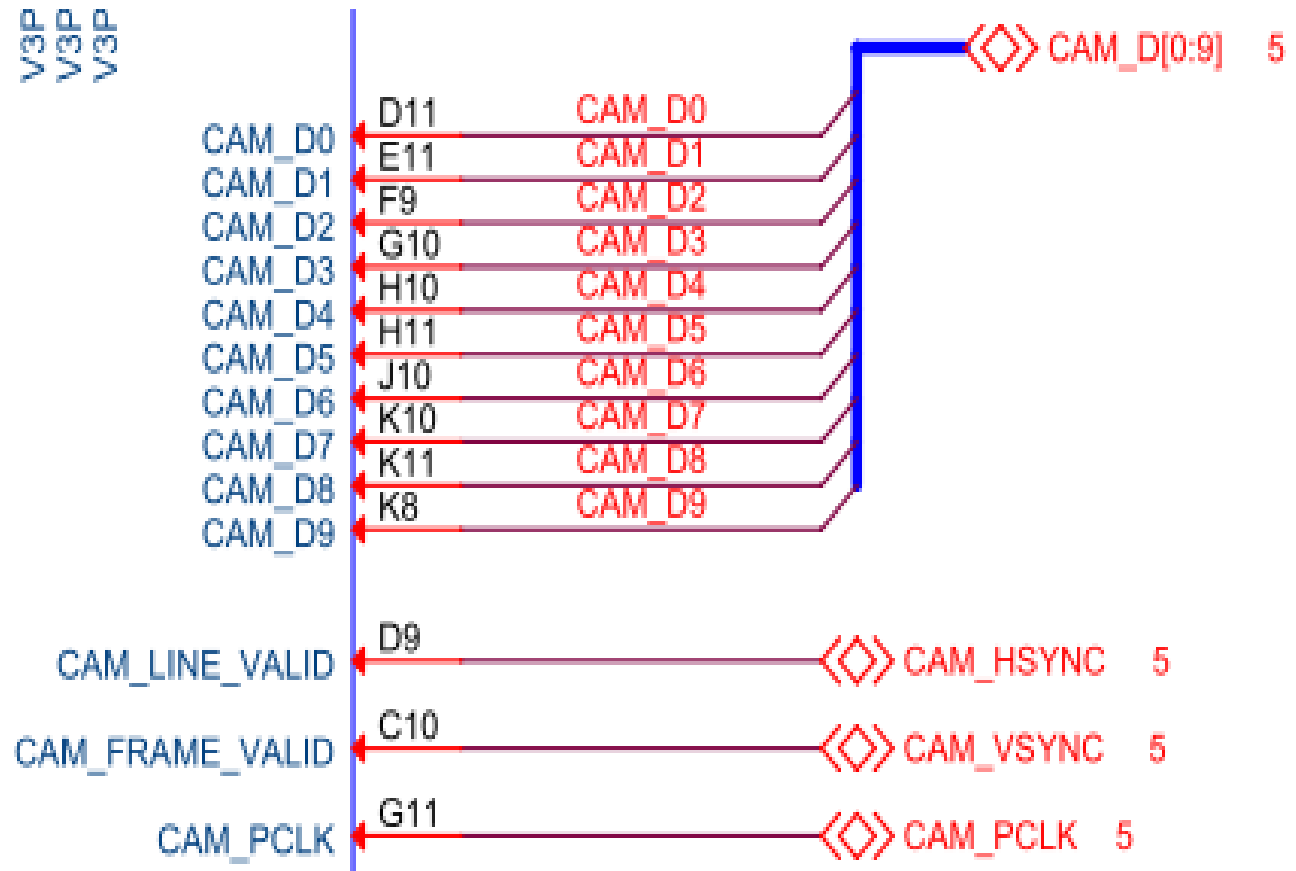 V3P
V3P
V3P
CAM_D[0:9] 5
D11 CAM_D0
CAM_D0
E11 CAM_D1
CAM_D1
F9 CAM_D2
CAM_D2
G10 CAM_D3
CAM_D3
H10 CAM_D4
CAM_D4
H11 CAM_D5
CAM_D5
J10 CAM_D6
CAM_D6
K10 CAM_D7
CAM_D7
K11 CAM_D8
CAM_D8
K8 CAM_D9
CAM_D9
D9
CAM_LINE_VALID CAM_HSYNC 5
C10
CAM_FRAME_VALID CAM_VSYNC 5
G11
CAM_PCLK CAM_PCLK 5